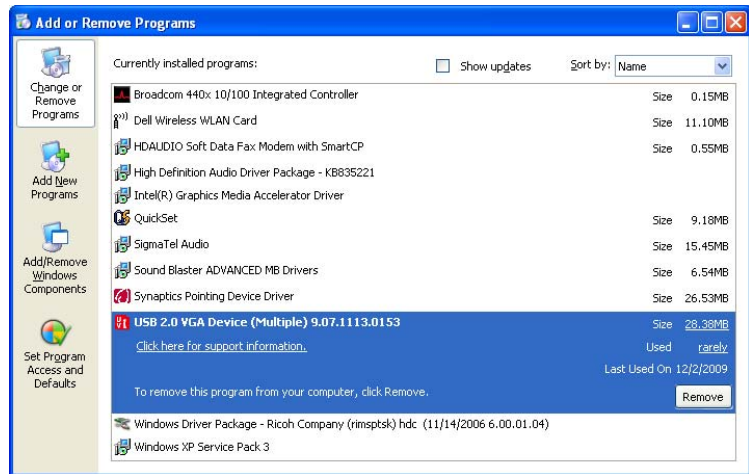 Add or Remove Programs
Change or
Remove
Programs
Add New
Programs
Add/Remove
Windows
Components
Set Program
Access and
Defaults
Currently installed programs:
Show updates
Sort by: Name
Broadcom 440x 10/100 Integrated Controller Size 0.15MB
Dell Wireless WLAN Card Size 11.10MB
HDAUDIO Soft Data Fax Modem with SmartCP Size 0.55MB
High Definition Audio Driver Package - KB835221
Intel(R) Graphics Media Accelerator Driver
QuickSet Size 9.18MB
SigmaTel Audio Size 15.45MB
Sound Blaster ADVANCED MB Drivers Size 6.54MB
Synaptics Pointing Device Driver Size 26.53MB
USB 2.0 VGA Device (Multiple) 9.07.1113.0153 Size 28.38MB
Click here for support information. Used rarely
Last Used On 12/2/2009
To remove this program from your computer, click Remove. Remove
Windows Driver Package - Ricoh Company (rimsptsk) hdc (11/14/2006 6.00.01.04)
Windows XP Service Pack 3